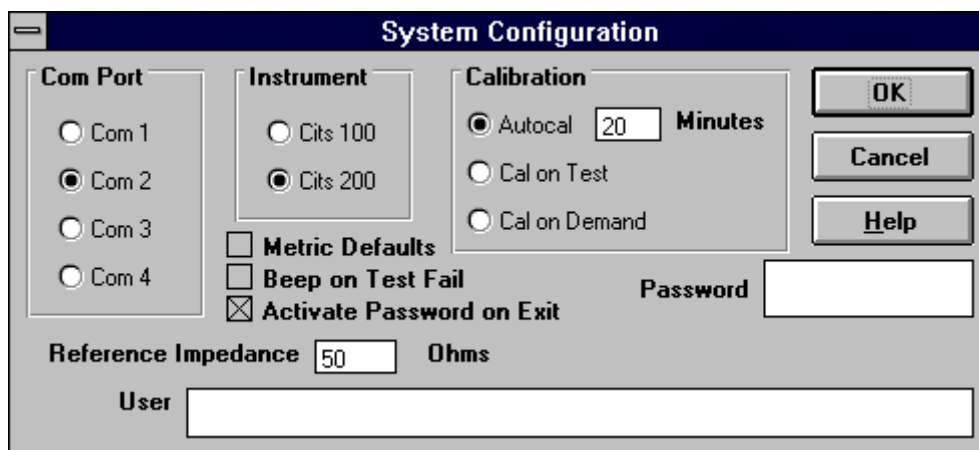 System Configuration
Com Port
Com 1
Com 2
Com 3
Com 4
Instrument
Cits 100
Cits 200
Calibration
Autocal 20 Minutes
Cal on Test
Cal on Demand
OK
Cancel
Help
Metric Defaults
Beep on Test Fail
Activate Password on Exit
Password
Reference Impedance 50 Ohms
User